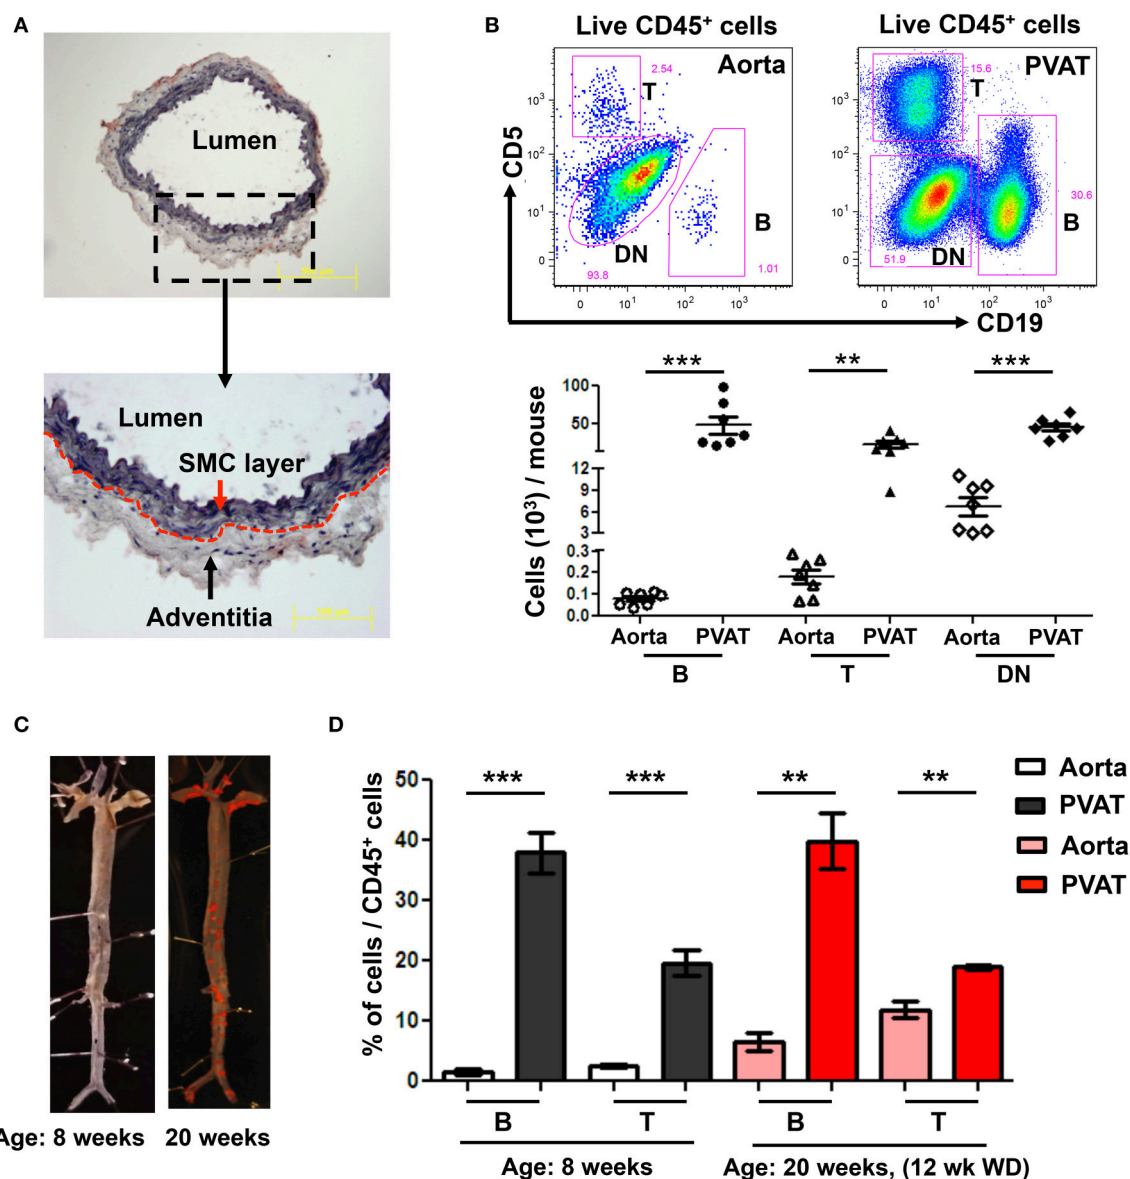 A
Lumen
Lumen
SMC layer
Adventitia
100 µm
B
Live CD45⁺ cells
Live CD45⁺ cells
Aorta
PVAT
2.54
T
B
DN
93.8
1.01
15.6
T
30.6
B
DN
51.9
CD5
10³
10²
10¹
0
0
10¹
10²
10³
10³
10²
10¹
0
0
10¹
10²
10³
CD19
***
**
***
Cells (10³) / mouse
100
50
12
9
6
3
0.3
0.2
0.1
0.0
Aorta PVAT Aorta PVAT Aorta PVAT
B T DN
C
Age: 8 weeks 20 weeks
D
% of cells / CD45⁺ cells
50
40
30
20
10
0
***
***
**
**
Aorta
PVAT
Aorta
PVAT
B T B T
Age: 8 weeks Age: 20 weeks, (12 wk WD)